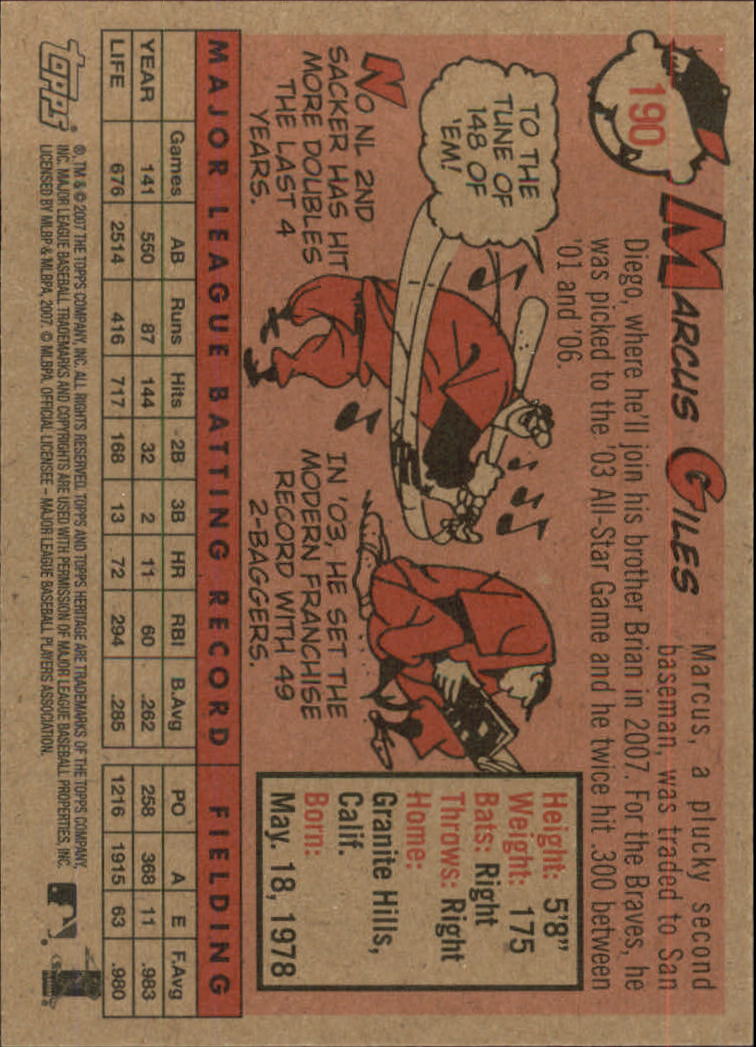 190
MARCUS GILES
Marcus, a plucky second
baseman, was traded to San
Diego, where he'll join his brother Brian in 2007. For the Braves, he
was picked to the '03 All-Star Game and he twice hit .300 between
'01 and '06.
TO THE
TUNE OF
148 OF
'EM!
NO NL 2ND
SACKER HAS HIT
MORE DOUBLES
THE LAST 4
YEARS.
IN '03, HE SET THE
MODERN FRANCHISE
RECORD WITH 49
2-BAGGERS.
Height: 5'8"
Weight: 175
Bats: Right
Throws: Right
Home:
Granite Hills,
Calif.
Born:
May. 18, 1978
MAJOR LEAGUE BATTING RECORD FIELDING
Games AB Runs Hits 2B 3B HR RBI B.Avg PO A E F.Avg
YEAR 141 550 87 144 32 2 11 60 .262 258 368 11 .983
LIFE 676 2514 416 717 168 13 72 294 .285 1216 1915 63 .980
topps®
®, TM & © 2007 THE TOPPS COMPANY, INC. ALL RIGHTS RESERVED. TOPPS AND TOPPS HERITAGE ARE TRADEMARKS OF THE TOPPS COMPANY,
INC. MAJOR LEAGUE BASEBALL TRADEMARKS AND COPYRIGHTS ARE USED WITH PERMISSION OF MAJOR LEAGUE BASEBALL PROPERTIES, INC.
LICENSED BY MLBP & MLBPA, 2007. © MLBPA. OFFICIAL LICENSEE – MAJOR LEAGUE BASEBALL PLAYERS ASSOCIATION.